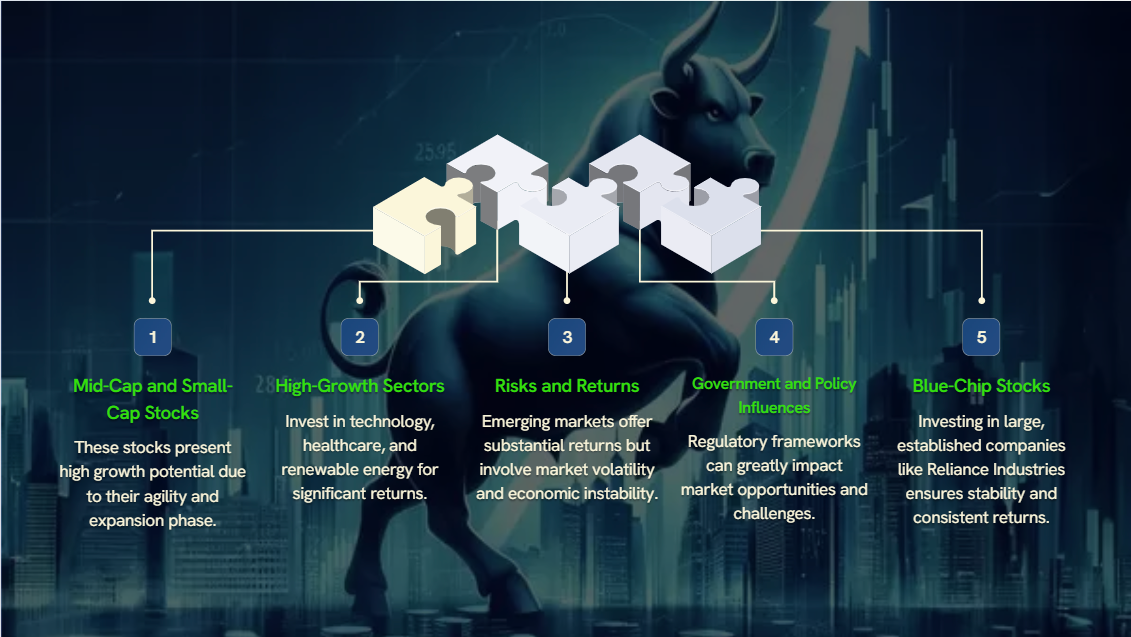 1
Mid-Cap and Small-
Cap Stocks
These stocks present
high growth potential due
to their agility and
expansion phase.
2
High-Growth Sectors
Invest in technology,
healthcare, and
renewable energy for
significant returns.
3
Risks and Returns
Emerging markets offer
substantial returns but
involve market volatility
and economic instability.
4
Government and Policy
Influences
Regulatory frameworks
can greatly impact
market opportunities and
challenges.
5
Blue-Chip Stocks
Investing in large,
established companies
like Reliance Industries
ensures stability and
consistent returns.